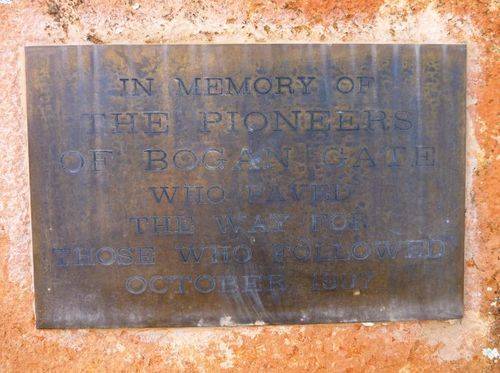 IN MEMORY OF
THE PIONEERS
OF BOGAN GATE
WHO PAVED
THE WAY FOR
THOSE WHO FOLLOWED
OCTOBER